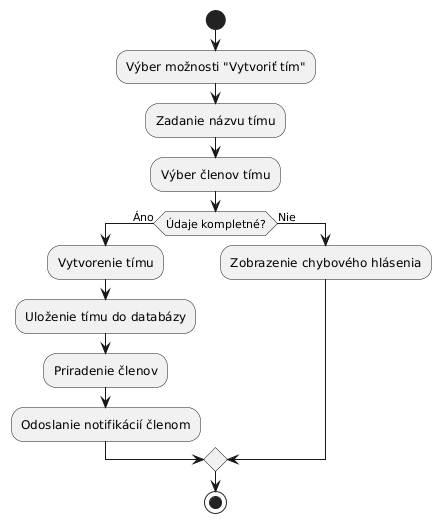 Výber možnosti "Vytvoriť tím"
Zadanie názvu tímu
Výber členov tímu
Údaje kompletné?
Áno
Nie
Vytvorenie tímu
Zobrazenie chybového hlásenia
Uloženie tímu do databázy
Priradenie členov
Odoslanie notifikácií členom